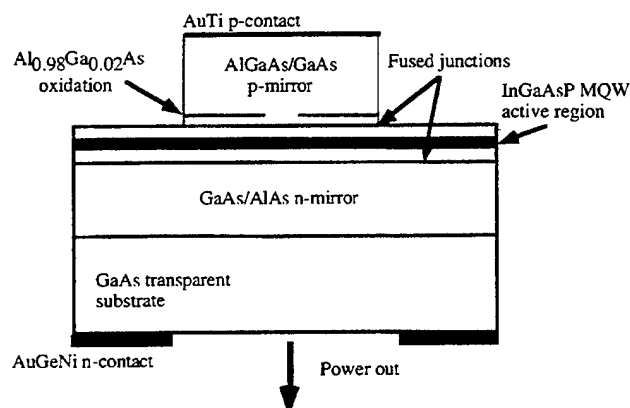 AuTi p-contact
Al0.98Ga0.02As
oxidation
AlGaAs/GaAs
p-mirror
Fused junctions
InGaAsP MQW
active region
GaAs/AlAs n-mirror
GaAs transparent
substrate
AuGeNi n-contact
Power out